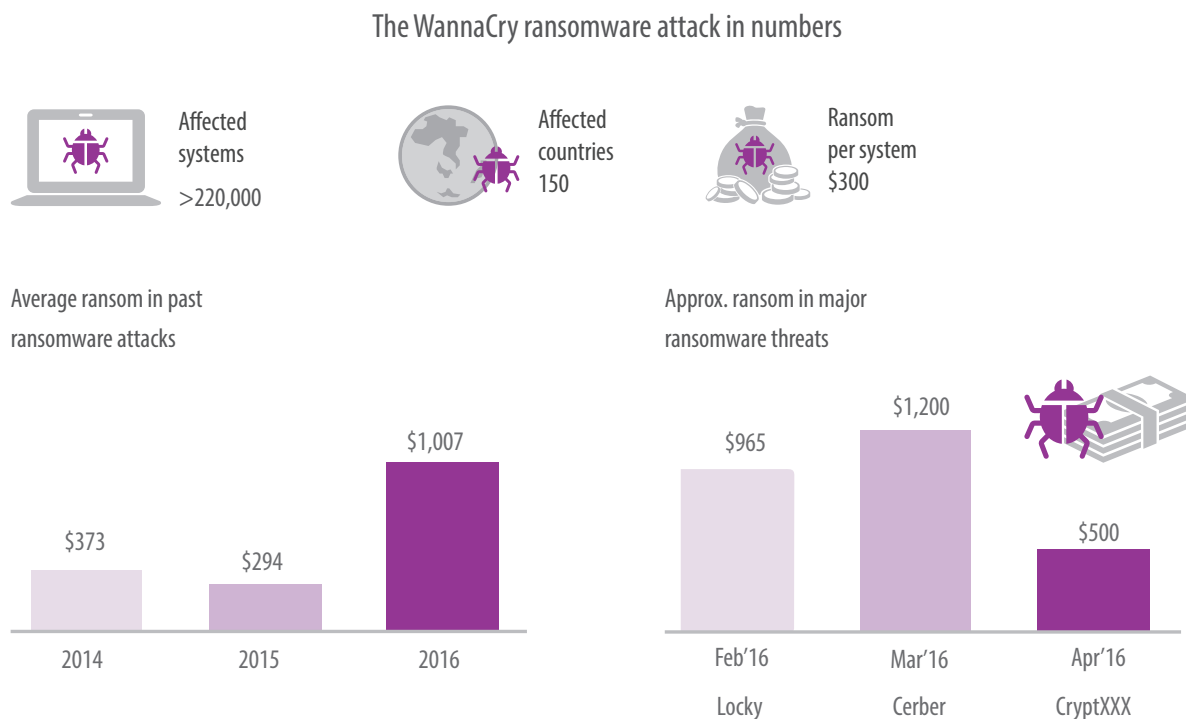 The WannaCry ransomware attack in numbers
Affected
systems
>220,000
Affected
countries
150
Ransom
per system
$300
Average ransom in past
ransomware attacks
$373
$294
$1,007
2014
2015
2016
Approx. ransom in major
ransomware threats
$965
$1,200
$500
Feb'16
Mar'16
Apr'16
Locky
Cerber
CryptXXX